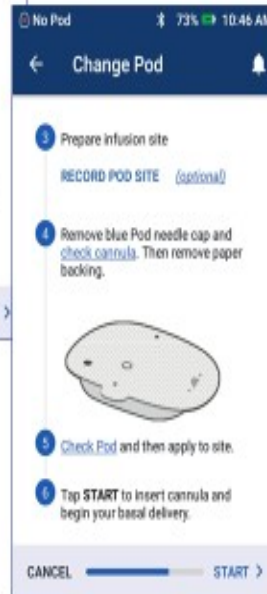 No Pod 73% 10:46 AM
← Change Pod
3 Prepare infusion site
RECORD POD SITE (optional)
4 Remove blue Pod needle cap and
check cannula. Then remove paper
backing.
5 Check Pod and then apply to site.
6 Tap START to insert cannula and
begin your basal delivery.
CANCEL START >